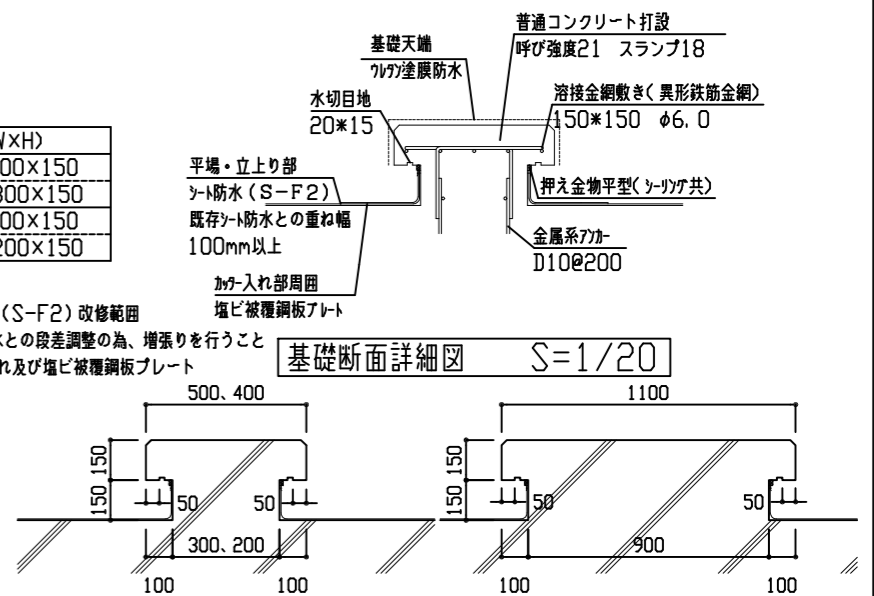 普通コンクリート打設
呼び強度21 スランプ18
基礎天端
ウレタン塗膜防水
溶接金網敷き(異形鉄筋金網)
150*150 φ6.0
水切目地
20*15
平場・立上り部
シート防水(S-F2)
既存シート防水との重ね幅
100mm以上
押え金物平型(シーリング共)
金属系アンカー
D10@200
カッター入れ部周囲
塩ビ被覆鋼板プレート
×H)
00×150
00×150
00×150
200×150
(S-F2)改修範囲
との段差調整の為、増張りを行うこと
れ及び塩ビ被覆鋼板プレート
基礎断面詳細図 S=1/20
500、400
150
150
50
50
300、200
100
100
1100
150
150
50
50
900
100
100